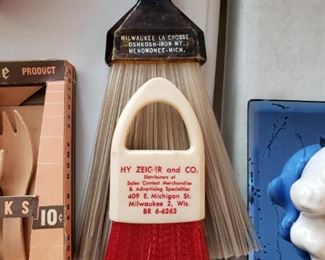 MILWAUKEE-LA CROSSE
OSHKOSH-IRON MT.
MENOMONEE-MICH.
PRODUCT
HY ZEIGER and CO.
Distributors of
Sales Contest Merchandise
& Advertising Specialties
409 E. Michigan St.
Milwaukee 2, Wis.
BR 6-6263
KS 10¢